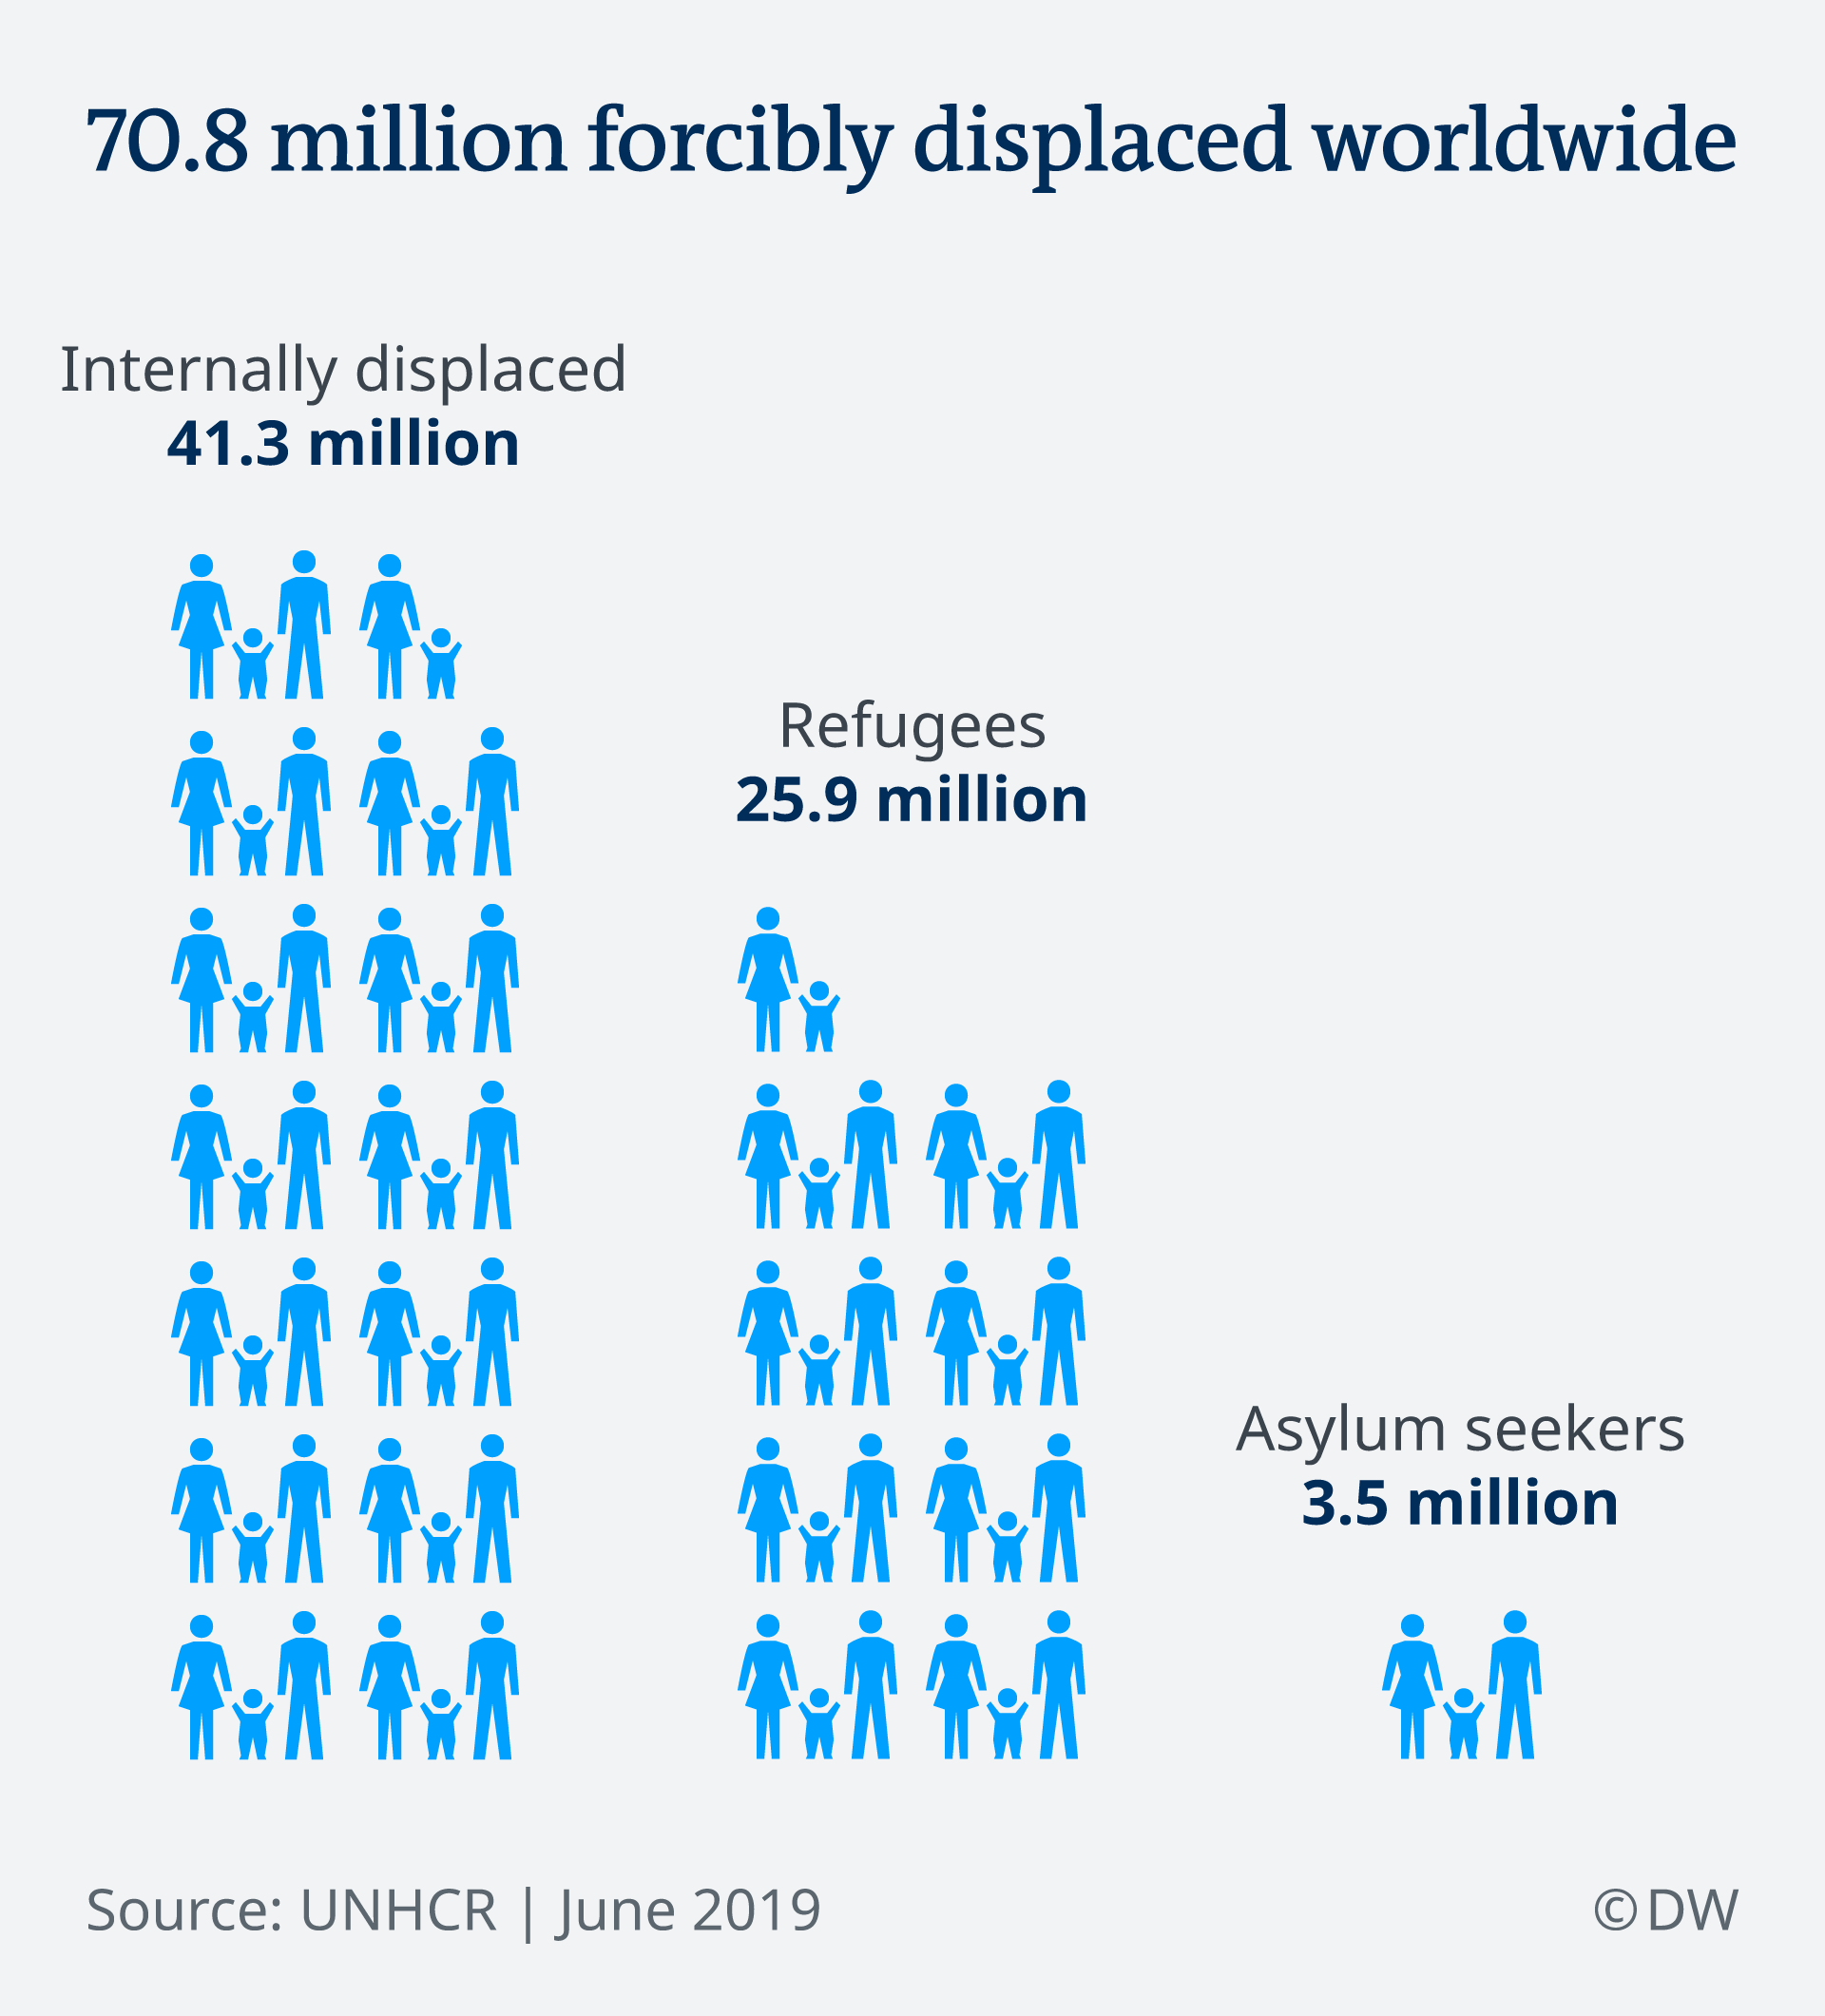 70.8 million forcibly displaced worldwide
Internally displaced
41.3 million
Refugees
25.9 million
Asylum seekers
3.5 million
Source: UNHCR | June 2019
© DW